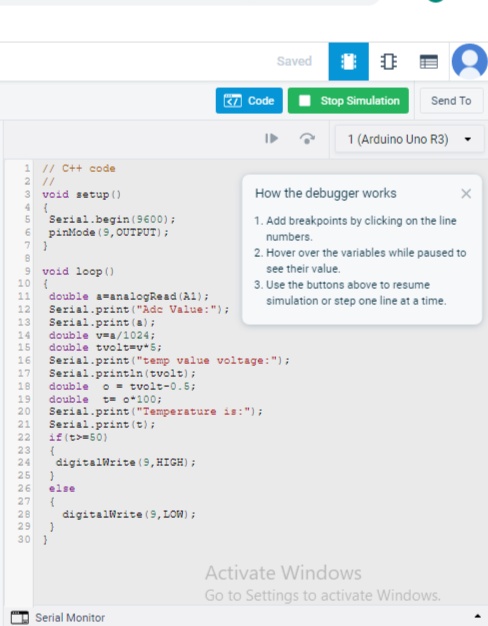 Saved
Code
Stop Simulation
Send To
1 (Arduino Uno R3)
1 // C++ code
2 //
3 void setup()
4 {
5 Serial.begin(9600);
6 pinMode(9,OUTPUT);
7 }
8
9 void loop()
10 {
11 double a=analogRead(A1);
12 Serial.print("Adc Value:");
13 Serial.print(a);
14 double v=a/1024;
15 double tvolt=v*5;
16 Serial.print("temp value voltage:");
17 Serial.println(tvolt);
18 double o = tvolt-0.5;
19 double t= o*100;
20 Serial.print("Temperature is:");
21 Serial.print(t);
22 if(t>=50)
23 {
24 digitalWrite(9,HIGH);
25 }
26 else
27 {
28 digitalWrite(9,LOW);
29 }
30 }
How the debugger works
1. Add breakpoints by clicking on the line
numbers.
2. Hover over the variables while paused to
see their value.
3. Use the buttons above to resume
simulation or step one line at a time.
Activate Windows
Go to Settings to activate Windows.
Serial Monitor